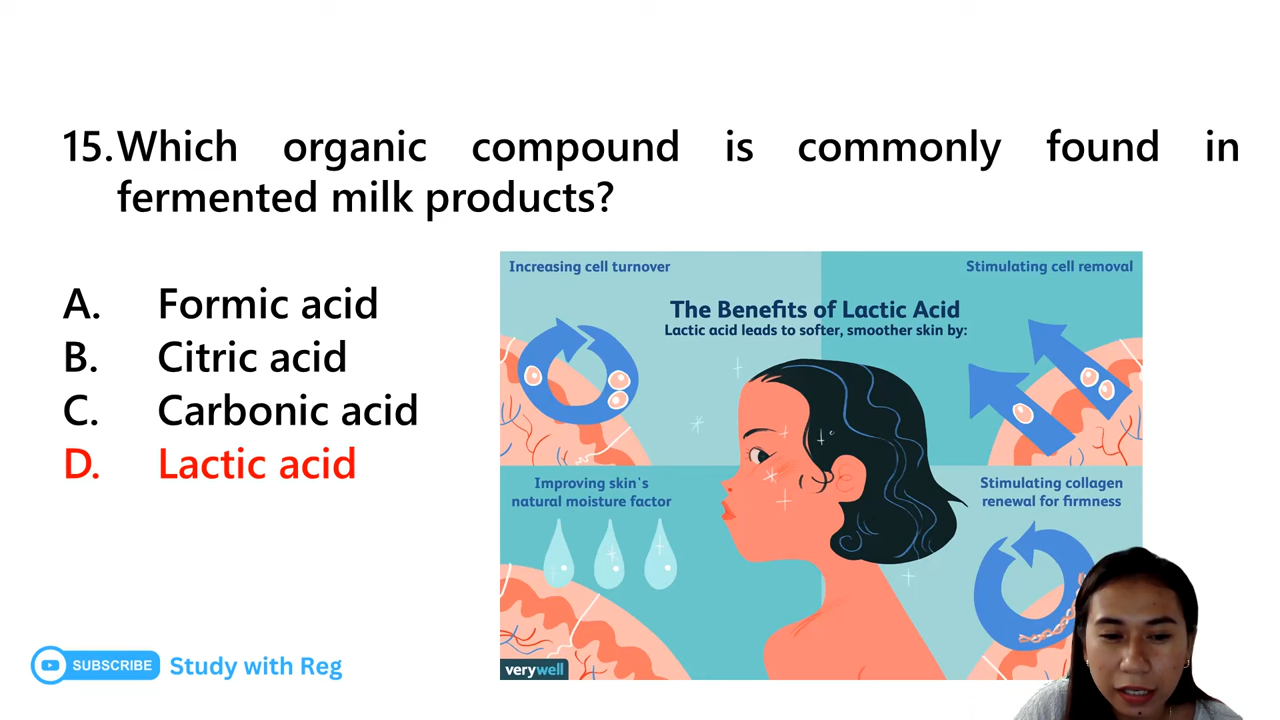 15. Which organic compound is commonly found in
fermented milk products?
A. Formic acid
B. Citric acid
C. Carbonic acid
D. Lactic acid
Increasing cell turnover
Stimulating cell removal
The Benefits of Lactic Acid
Lactic acid leads to softer, smoother skin by:
Improving skin's
natural moisture factor
Stimulating collagen
renewal for firmness
verywell
SUBSCRIBE
Study with Reg